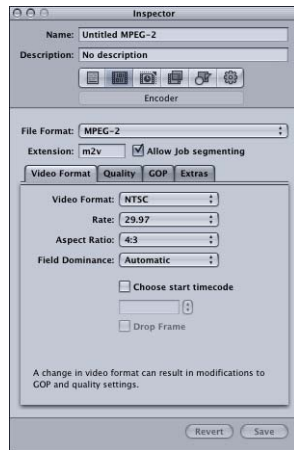 Inspector
Name: Untitled MPEG-2
Description: No description
Encoder
File Format: MPEG-2
Extension: m2v Allow Job segmenting
Video Format Quality GOP Extras
Video Format: NTSC
Rate: 29.97
Aspect Ratio: 4:3
Field Dominance: Automatic
Choose start timecode
Drop Frame
A change in video format can result in modifications to
GOP and quality settings.
Revert Save